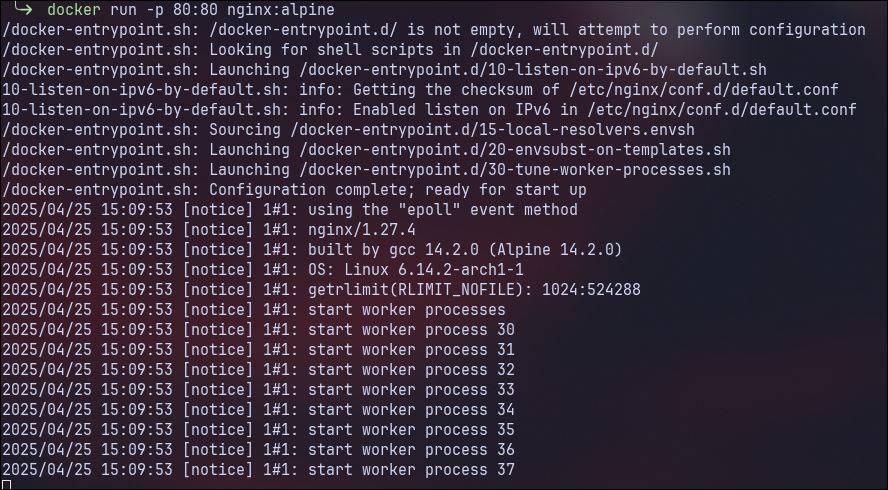 docker run -p 80:80 nginx:alpine
/docker-entrypoint.sh: /docker-entrypoint.d/ is not empty, will attempt to perform configuration
/docker-entrypoint.sh: Looking for shell scripts in /docker-entrypoint.d/
/docker-entrypoint.sh: Launching /docker-entrypoint.d/10-listen-on-ipv6-by-default.sh
10-listen-on-ipv6-by-default.sh: info: Getting the checksum of /etc/nginx/conf.d/default.conf
10-listen-on-ipv6-by-default.sh: info: Enabled listen on IPv6 in /etc/nginx/conf.d/default.conf
/docker-entrypoint.sh: Sourcing /docker-entrypoint.d/15-local-resolvers.envsh
/docker-entrypoint.sh: Launching /docker-entrypoint.d/20-envsubst-on-templates.sh
/docker-entrypoint.sh: Launching /docker-entrypoint.d/30-tune-worker-processes.sh
/docker-entrypoint.sh: Configuration complete; ready for start up
2025/04/25 15:09:53 [notice] 1#1: using the "epoll" event method
2025/04/25 15:09:53 [notice] 1#1: nginx/1.27.4
2025/04/25 15:09:53 [notice] 1#1: built by gcc 14.2.0 (Alpine 14.2.0)
2025/04/25 15:09:53 [notice] 1#1: OS: Linux 6.14.2-arch1-1
2025/04/25 15:09:53 [notice] 1#1: getrlimit(RLIMIT_NOFILE): 1024:524288
2025/04/25 15:09:53 [notice] 1#1: start worker processes
2025/04/25 15:09:53 [notice] 1#1: start worker process 30
2025/04/25 15:09:53 [notice] 1#1: start worker process 31
2025/04/25 15:09:53 [notice] 1#1: start worker process 32
2025/04/25 15:09:53 [notice] 1#1: start worker process 33
2025/04/25 15:09:53 [notice] 1#1: start worker process 34
2025/04/25 15:09:53 [notice] 1#1: start worker process 35
2025/04/25 15:09:53 [notice] 1#1: start worker process 36
2025/04/25 15:09:53 [notice] 1#1: start worker process 37